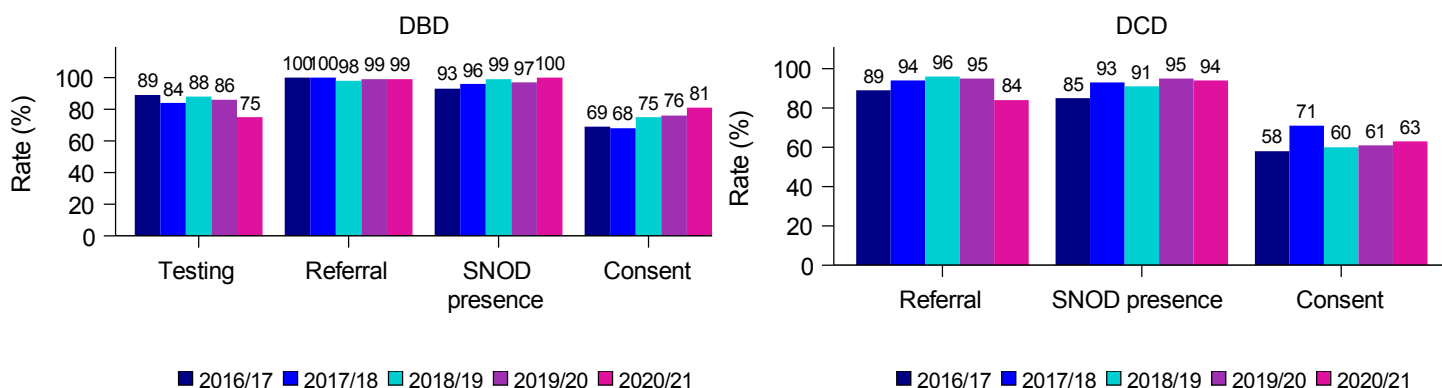 DBD
Rate (%)
100
80
60
40
20
0
89 84 88 86 75
100 100 98 99 99
93 96 99 97 100
69 68 75 76 81
Testing Referral SNOD presence Consent
2016/17 2017/18 2018/19 2019/20 2020/21
DCD
Rate (%)
100
80
60
40
20
0
89 94 96 95 84
85 93 91 95 94
58 71 60 61 63
Referral SNOD presence Consent
2016/17 2017/18 2018/19 2019/20 2020/21